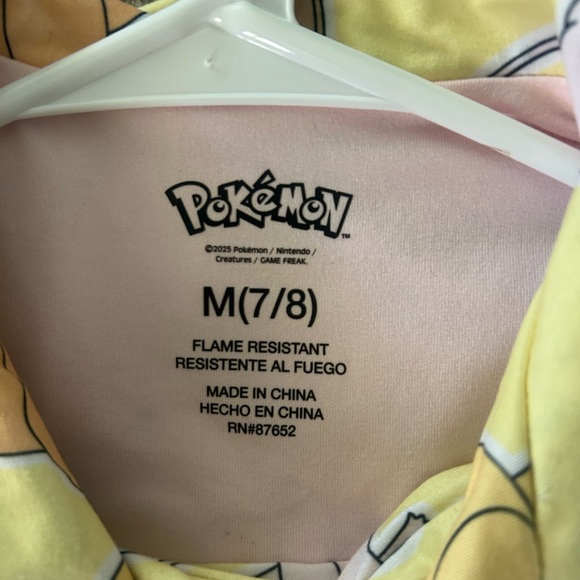 POKéMON™
©2025 Pokémon / Nintendo /
Creatures / GAME FREAK.
M(7/8)
FLAME RESISTANT
RESISTENTE AL FUEGO
MADE IN CHINA
HECHO EN CHINA
RN#87652